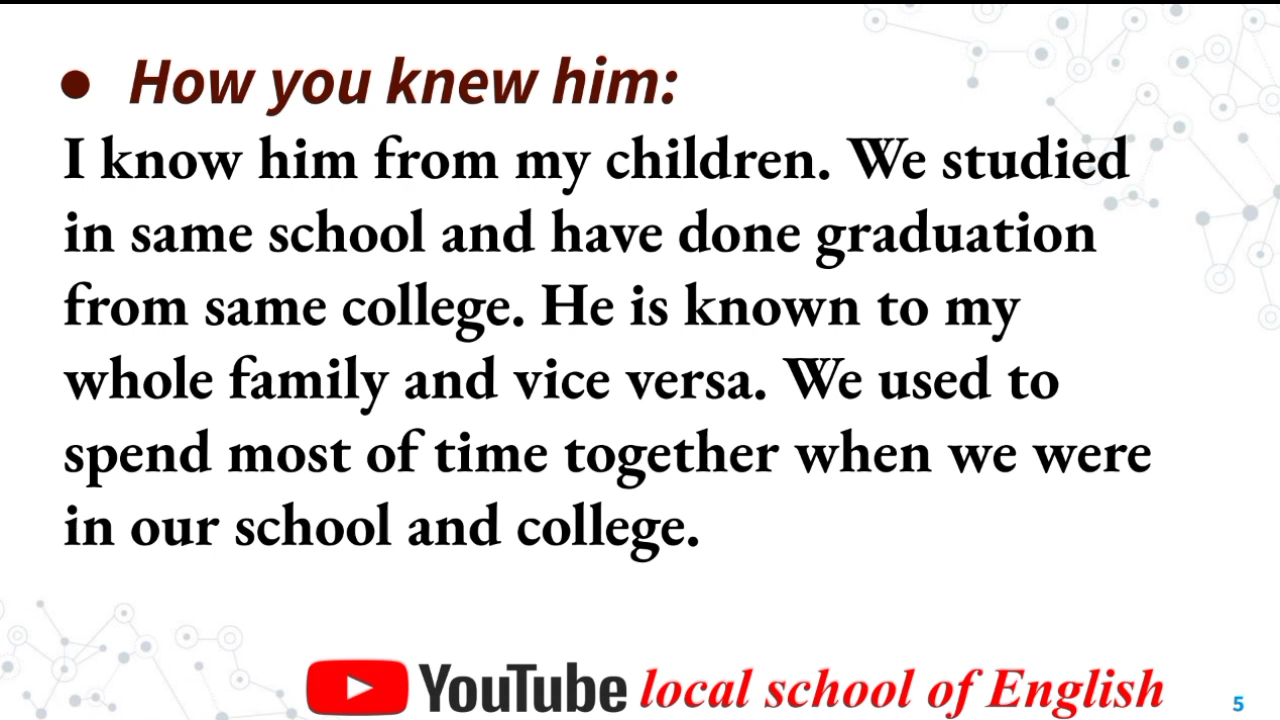 ● How you knew him:
I know him from my children. We studied
in same school and have done graduation
from same college. He is known to my
whole family and vice versa. We used to
spend most of time together when we were
in our school and college.
YouTube local school of English
5